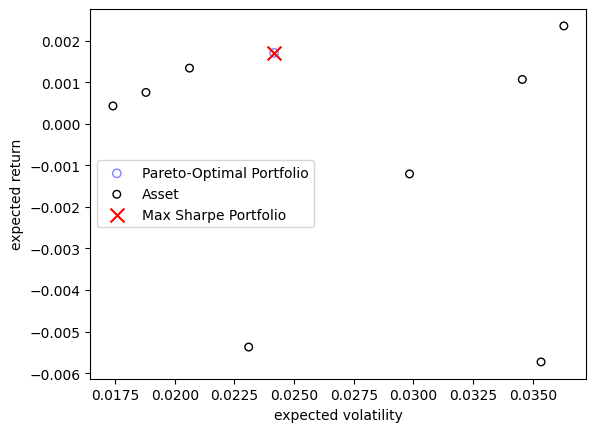 0.002
0.001
0.000
−0.001
−0.002
−0.003
−0.004
−0.005
−0.006
expected return
Pareto-Optimal Portfolio
Asset
Max Sharpe Portfolio
0.0175 0.0200 0.0225 0.0250 0.0275 0.0300 0.0325 0.0350
expected volatility